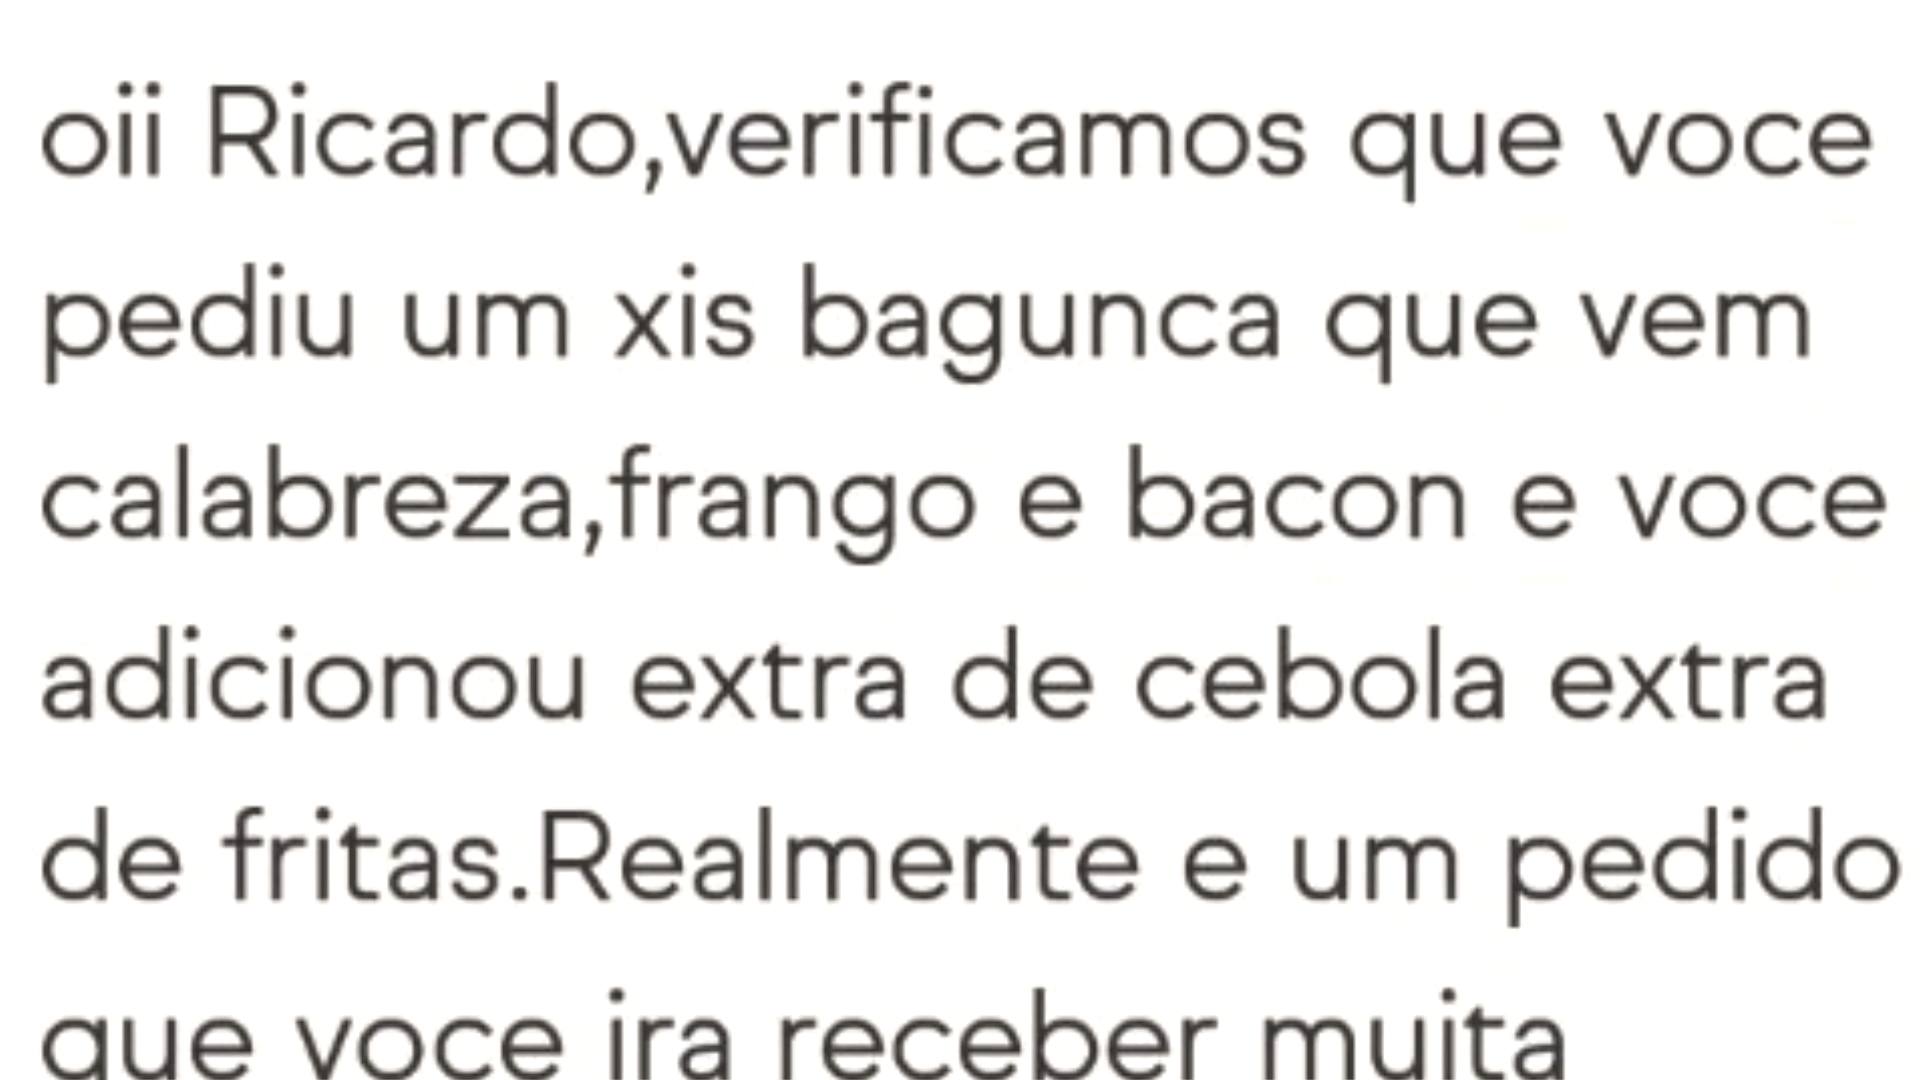 oii Ricardo,verificamos que voce
pediu um xis bagunca que vem
calabreza,frango e bacon e voce
adicionou extra de cebola extra
de fritas.Realmente e um pedido
que voce ira receber muita